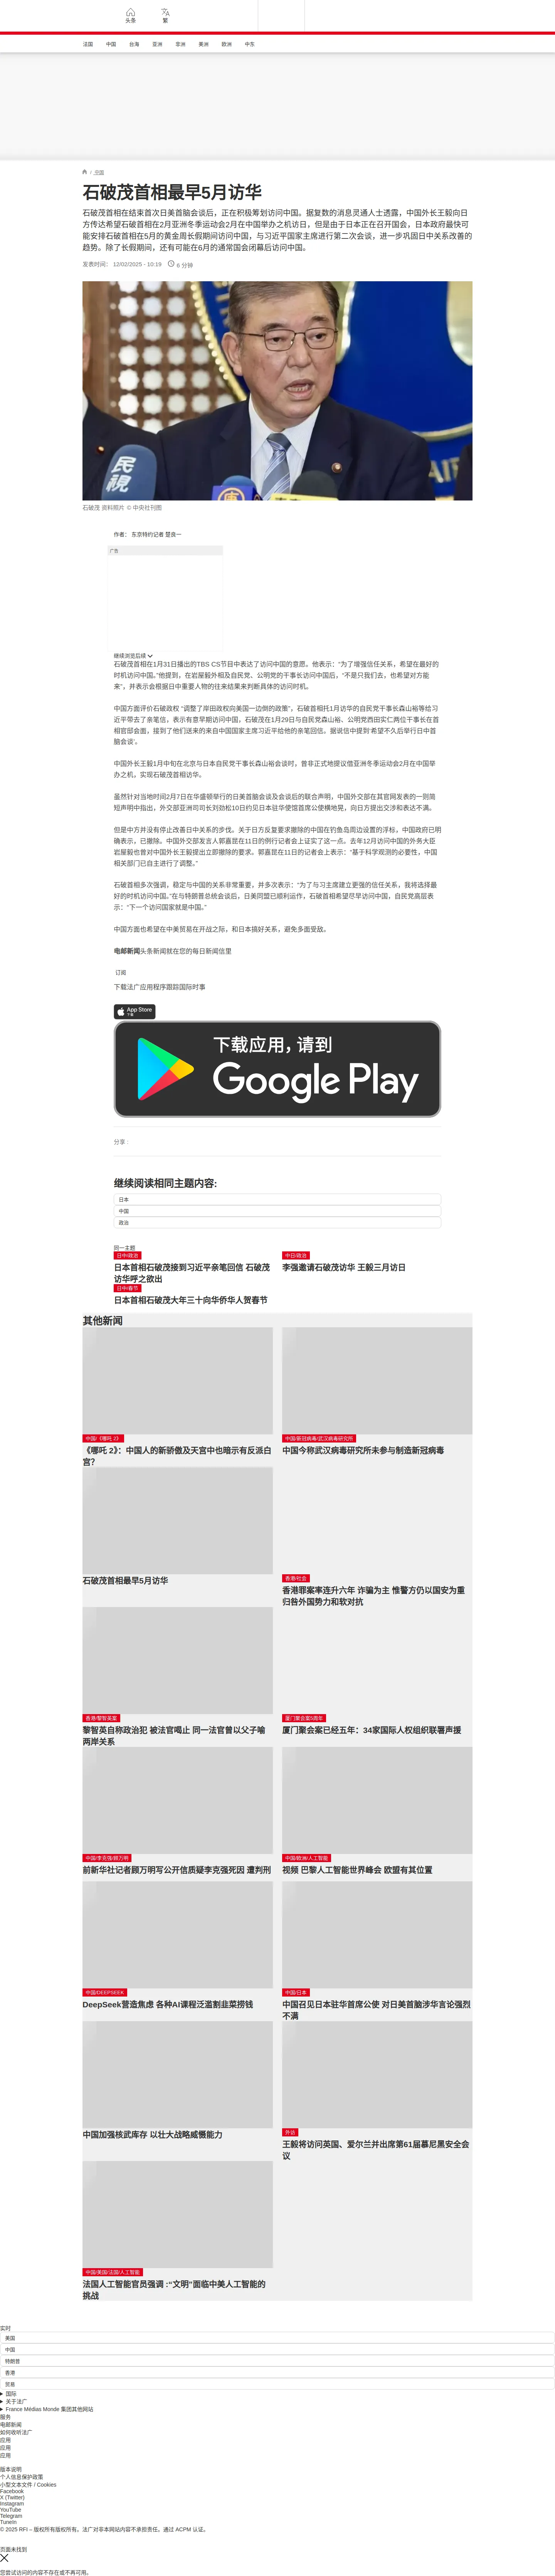 头条
繁
法国
中国
台海
亚洲
非洲
美洲
欧洲
中东
/ 中国
石破茂首相最早5月访华
石破茂首相在结束首次日美首脑会谈后，正在积极筹划访问中国。据复数的消息灵通人士透露，中国外长王毅向日
方传达希望石破首相在2月亚洲冬季运动会2月在中国举办之机访日，但是由于日本正在召开国会，日本政府最快可
能安排石破首相在5月的黄金周长假期间访问中国，与习近平国家主席进行第二次会谈，进一步巩固日中关系改善的
趋势。除了长假期间，还有可能在6月的通常国会闭幕后访问中国。
发表时间： 12/02/2025 - 10:19 6 分钟
民視
石破茂 资料照片 © 中央社刊图
作者： 东京特约记者 楚良一
广告
继续浏览后续
石破茂首相在1月31日播出的TBS CS节目中表达了访问中国的意愿。他表示：“为了增强信任关系，希望在最好的
时机访问中国。”他提到，在岩屋毅外相及自民党、公明党的干事长访问中国后，“不是只我们去，也希望对方能
来”，并表示会根据日中重要人物的往来结果来判断具体的访问时机。
中国方面评价石破政权 “调整了岸田政权向美国一边倒的政策”，石破首相托1月访华的自民党干事长森山裕等给习
近平带去了亲笔信，表示有意早期访问中国，石破茂在1月29日与自民党森山裕、公明党西田实仁两位干事长在首
相官邸会面，接到了他们送来的来自中国国家主席习近平给他的亲笔回信。据说信中提到‘希望不久后举行日中首
脑会谈’。
中国外长王毅1月中旬在北京与日本自民党干事长森山裕会谈时，曾非正式地提议借亚洲冬季运动会2月在中国举
办之机，实现石破茂首相访华。
虽然针对当地时间2月7日在华盛顿举行的日美首脑会谈及会谈后的联合声明，中国外交部在其官网发表的一则简
短声明中指出，外交部亚洲司司长刘劲松10日约见日本驻华使馆首席公使横地晃，向日方提出交涉和表达不满。
但是中方并没有停止改善日中关系的步伐。关于日方反复要求撤除的中国在钓鱼岛周边设置的浮标，中国政府已明
确表示，已撤除。中国外交部发言人郭嘉昆在11日的例行记者会上证实了这一点。去年12月访问中国的外务大臣
岩屋毅也曾对中国外长王毅提出立即撤除的要求。郭嘉昆在11日的记者会上表示：“基于科学观测的必要性，中国
相关部门已自主进行了调整。”
石破首相多次强调，稳定与中国的关系非常重要，并多次表示：“为了与习主席建立更强的信任关系，我将选择最
好的时机访问中国。”在与特朗普总统会谈后，日美同盟已顺利运作，石破首相希望尽早访问中国，自民党高层表
示：“下一个访问国家就是中国。”
中国方面也希望在中美贸易在开战之际，和日本搞好关系，避免多面受敌。
电邮新闻头条新闻就在您的每日新闻信里
订阅
下载法广应用程序跟踪国际时事
App Store
下载
下载应用，请到
Google Play
分享 :
继续阅读相同主题内容:
日本
中国
政治
同一主题
日中/政治
日本首相石破茂接到习近平亲笔回信 石破茂
访华呼之欲出
中日/政治
李强邀请石破茂访华 王毅三月访日
日中/春节
日本首相石破茂大年三十向华侨华人贺春节
其他新闻
中国/《哪吒 2》
《哪吒 2》：中国人的新骄傲及天宫中也暗示有反派白
宫？
中国/新冠病毒/武汉病毒研究所
中国今称武汉病毒研究所未参与制造新冠病毒
石破茂首相最早5月访华
香港/社会
香港罪案率连升六年 诈骗为主 惟警方仍以国安为重
归咎外国势力和软对抗
香港/黎智英案
黎智英自称政治犯 被法官喝止 同一法官曾以父子喻
两岸关系
厦门聚会案5周年
厦门聚会案已经五年：34家国际人权组织联署声援
中国/李克强/顾万明
前新华社记者顾万明写公开信质疑李克强死因 遭判刑
中国/欧洲/人工智能
视频 巴黎人工智能世界峰会 欧盟有其位置
中国/DEEPSEEK
DeepSeek营造焦虑 各种AI课程泛滥割韭菜捞钱
中国/日本
中国召见日本驻华首席公使 对日美首脑涉华言论强烈
不满
中国加强核武库存 以壮大战略威慑能力
外访
王毅将访问英国、爱尔兰并出席第61届慕尼黑安全会
议
中国/美国/法国/人工智能
法国人工智能官员强调 :“文明”面临中美人工智能的
挑战
实时
美国
中国
特朗普
香港
贸易
国际
关于法广
France Médias Monde 集团其他网站
服务
电邮新闻
如何收听法广
应用
应用
应用
版本说明
个人信息保护政策
小型文本文件 / Cookies
Facebook
X (Twitter)
Instagram
YouTube
Telegram
TuneIn
© 2025 RFI – 版权所有版权所有。法广对非本网站内容不承担责任。通过 ACPM 认证。
页面未找到
您尝试访问的内容不存在或不再可用。